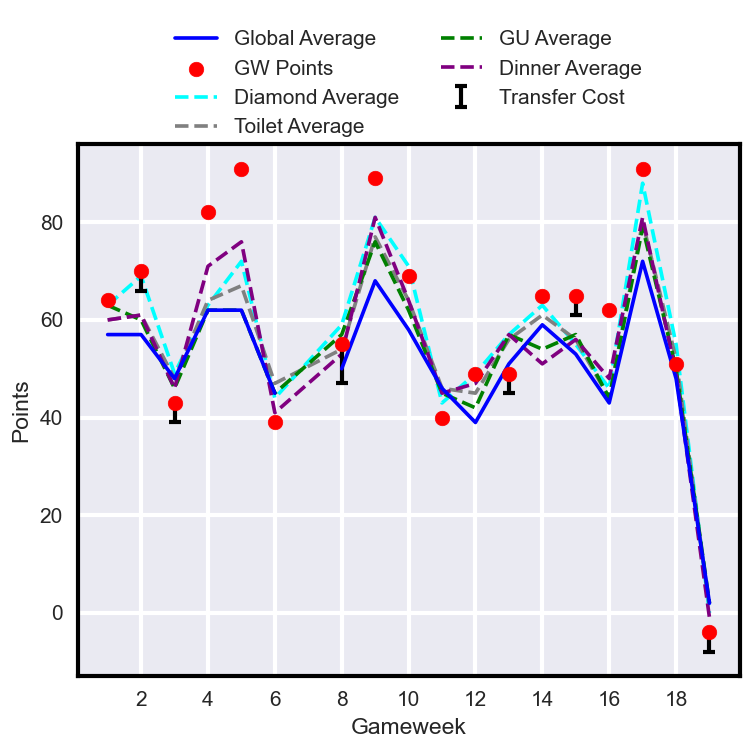 Global Average
GW Points
Diamond Average
Toilet Average
GU Average
Dinner Average
Transfer Cost
Points
80
60
40
20
0
2 4 6 8 10 12 14 16 18
Gameweek